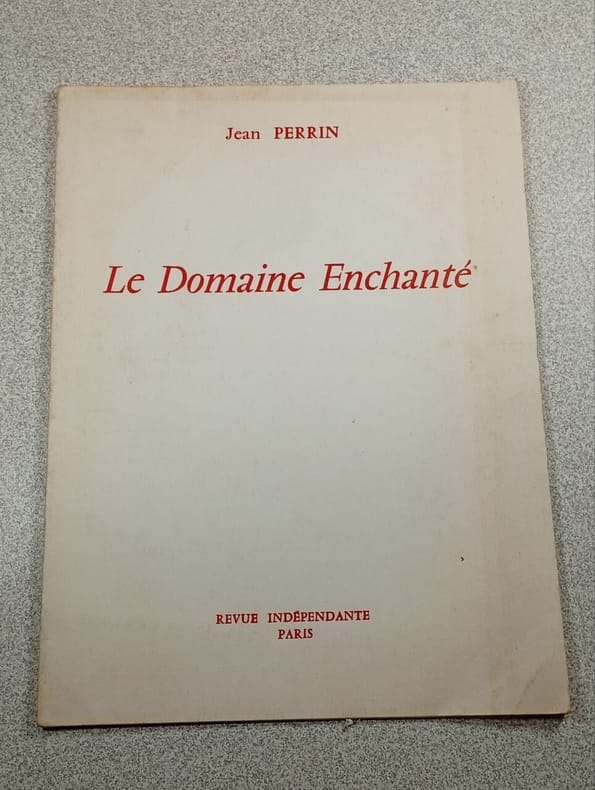 Jean PERRIN
Le Domaine Enchanté
REVUE INDÉPENDANTE
PARIS